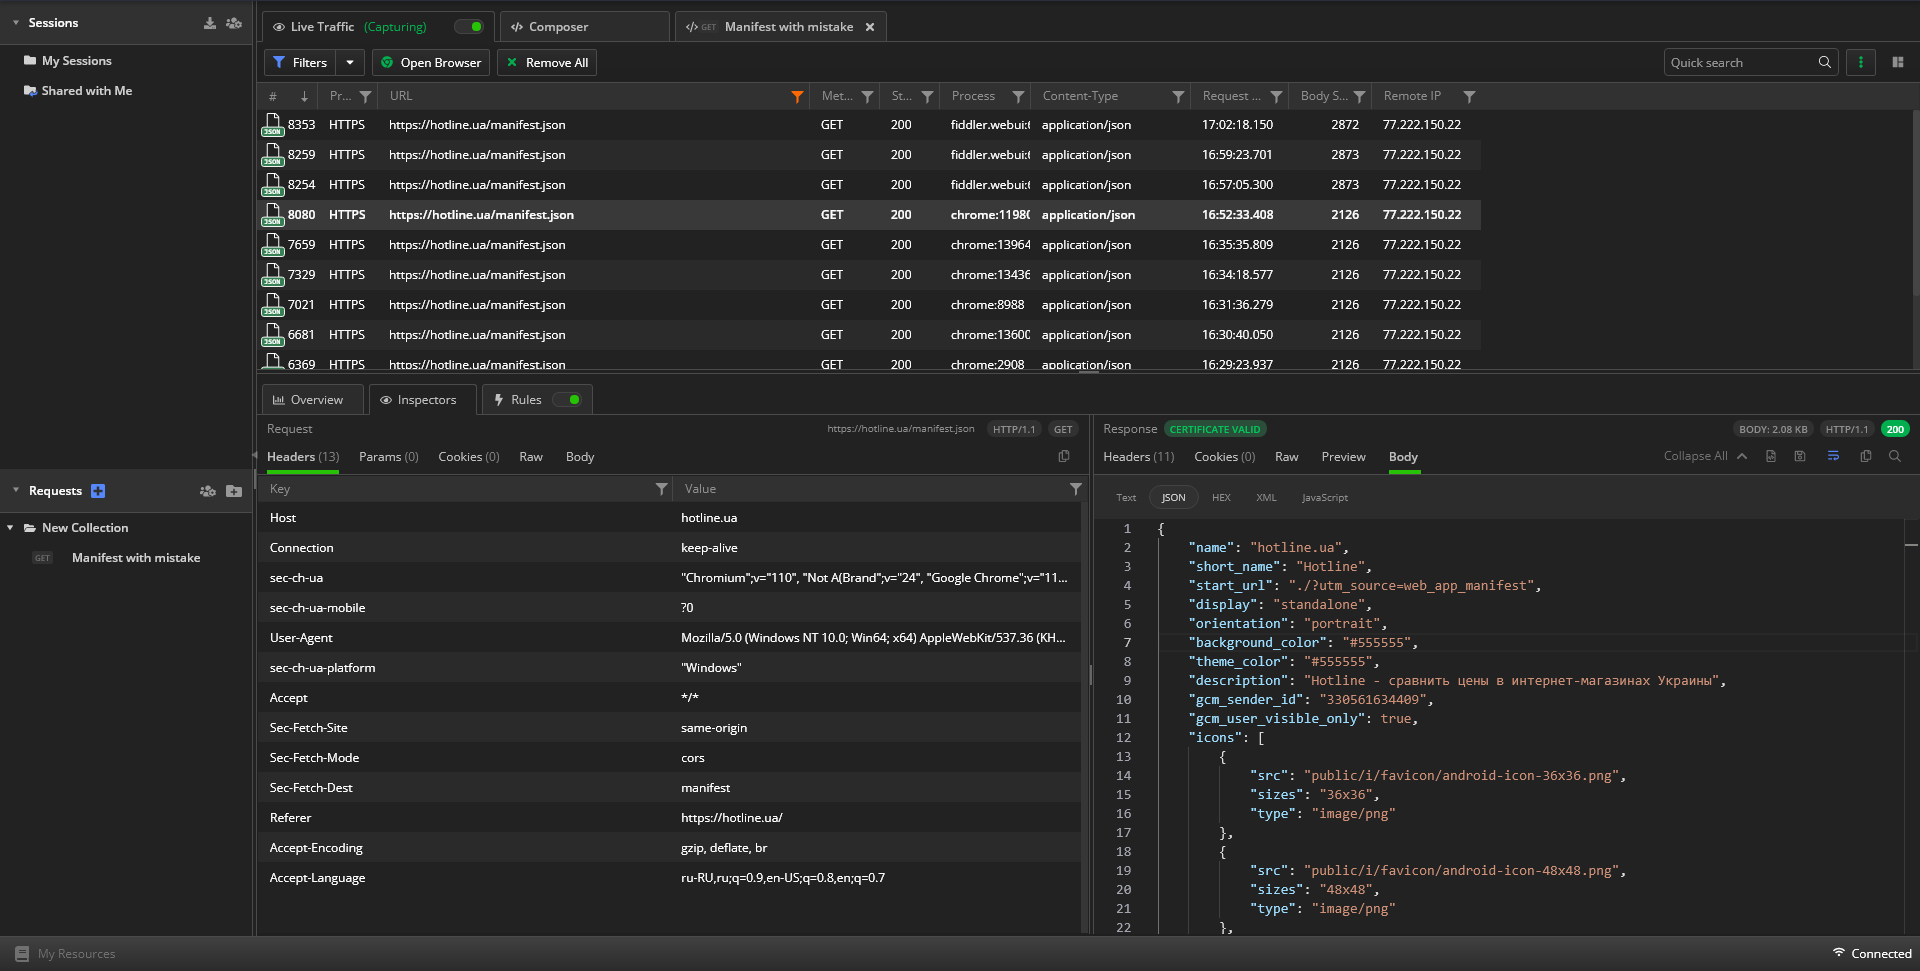 Sessions
My Sessions
Shared with Me
Requests
New Collection
GET Manifest with mistake
My Resources
Live Traffic (Capturing)
Composer
GET Manifest with mistake
Filters
Open Browser
Remove All
Quick search
# Pr... URL Met... St... Process Content-Type Request ... Body S... Remote IP
JSON 8353 HTTPS https://hotline.ua/manifest.json GET 200 fiddler.webui: application/json 17:02:18.150 2872 77.222.150.22
JSON 8259 HTTPS https://hotline.ua/manifest.json GET 200 fiddler.webui: application/json 16:59:23.701 2873 77.222.150.22
JSON 8254 HTTPS https://hotline.ua/manifest.json GET 200 fiddler.webui: application/json 16:57:05.300 2873 77.222.150.22
JSON 8080 HTTPS https://hotline.ua/manifest.json GET 200 chrome:11980 application/json 16:52:33.408 2126 77.222.150.22
JSON 7659 HTTPS https://hotline.ua/manifest.json GET 200 chrome:13964 application/json 16:35:35.809 2126 77.222.150.22
JSON 7329 HTTPS https://hotline.ua/manifest.json GET 200 chrome:13436 application/json 16:34:18.577 2126 77.222.150.22
JSON 7021 HTTPS https://hotline.ua/manifest.json GET 200 chrome:8988 application/json 16:31:36.279 2126 77.222.150.22
JSON 6681 HTTPS https://hotline.ua/manifest.json GET 200 chrome:13600 application/json 16:30:40.050 2126 77.222.150.22
6369 HTTPS https://hotline.ua/manifest.json GET 200 chrome:2908 application/json 16:29:23.937 2126 77.222.150.22
Overview
Inspectors
Rules
Request https://hotline.ua/manifest.json HTTP/1.1 GET
Headers (13) Params (0) Cookies (0) Raw Body
Key Value
Host hotline.ua
Connection keep-alive
sec-ch-ua "Chromium";v="110", "Not A(Brand";v="24", "Google Chrome";v="11...
sec-ch-ua-mobile ?0
User-Agent Mozilla/5.0 (Windows NT 10.0; Win64; x64) AppleWebKit/537.36 (KH...
sec-ch-ua-platform "Windows"
Accept */*
Sec-Fetch-Site same-origin
Sec-Fetch-Mode cors
Sec-Fetch-Dest manifest
Referer https://hotline.ua/
Accept-Encoding gzip, deflate, br
Accept-Language ru-RU,ru;q=0.9,en-US;q=0.8,en;q=0.7
Response CERTIFICATE VALID BODY: 2.08 KB HTTP/1.1 200
Headers (11) Cookies (0) Raw Preview Body Collapse All
Text JSON HEX XML JavaScript
1 {
2 "name": "hotline.ua",
3 "short_name": "Hotline",
4 "start_url": "./?utm_source=web_app_manifest",
5 "display": "standalone",
6 "orientation": "portrait",
7 "background_color": "#555555",
8 "theme_color": "#555555",
9 "description": "Hotline - сравнить цены в интернет-магазинах Украины",
10 "gcm_sender_id": "330561634409",
11 "gcm_user_visible_only": true,
12 "icons": [
13 {
14 "src": "public/i/favicon/android-icon-36x36.png",
15 "sizes": "36x36",
16 "type": "image/png"
17 },
18 {
19 "src": "public/i/favicon/android-icon-48x48.png",
20 "sizes": "48x48",
21 "type": "image/png"
22 },
Connected